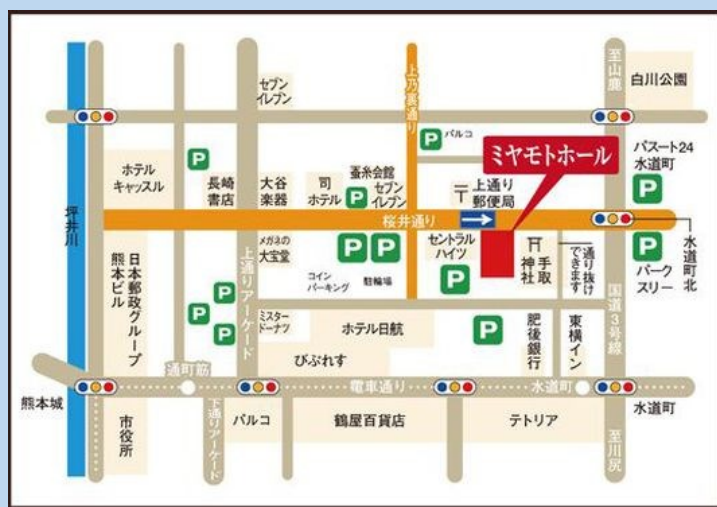 至山鹿
白川公園
セブン
イレブン
上乃裏通り
パルコ
ミヤモトホール
パスート24
水道町
ホテル
キャッスル
長崎
書店
大谷
楽器
司
ホテル
蚕糸会館
セブン
イレブン
上通り
郵便局
坪井川
桜井通り
水道町北
日本郵政グループ
熊本ビル
メガネの
大宝堂
上通りアーケード
コイン
パーキング
駐輪場
セントラル
ハイツ
手取
神社
通り抜け
できます
国道3号線
パーク
スリー
ミスター
ドーナツ
ホテル日航
肥後銀行
東横イン
びぷれす
通町筋
電車通り
水道町
熊本城
水道町
市役所
下通りアーケード
パルコ
鶴屋百貨店
テトリア
至川尻
P
P
P
P
P
P
P
P
P
P
P
P